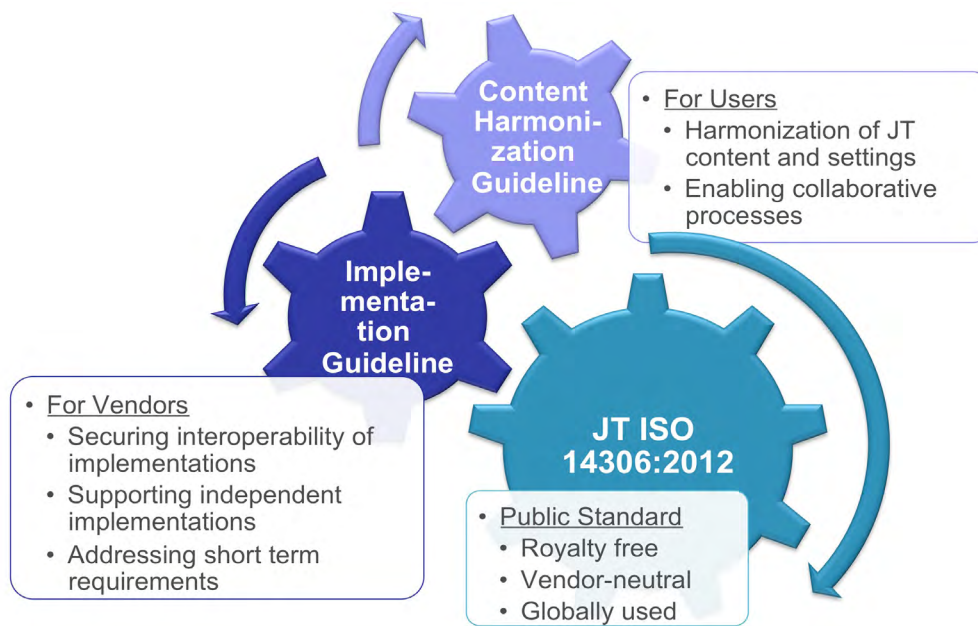 Content
Harmoni-
zation
Guideline
• For Users
• Harmonization of JT
content and settings
• Enabling collaborative
processes
Imple-
menta-
tion
Guideline
• For Vendors
• Securing interoperability of
implementations
• Supporting independent
implementations
• Addressing short term
requirements
JT ISO
14306:2012
• Public Standard
• Royalty free
• Vendor-neutral
• Globally used